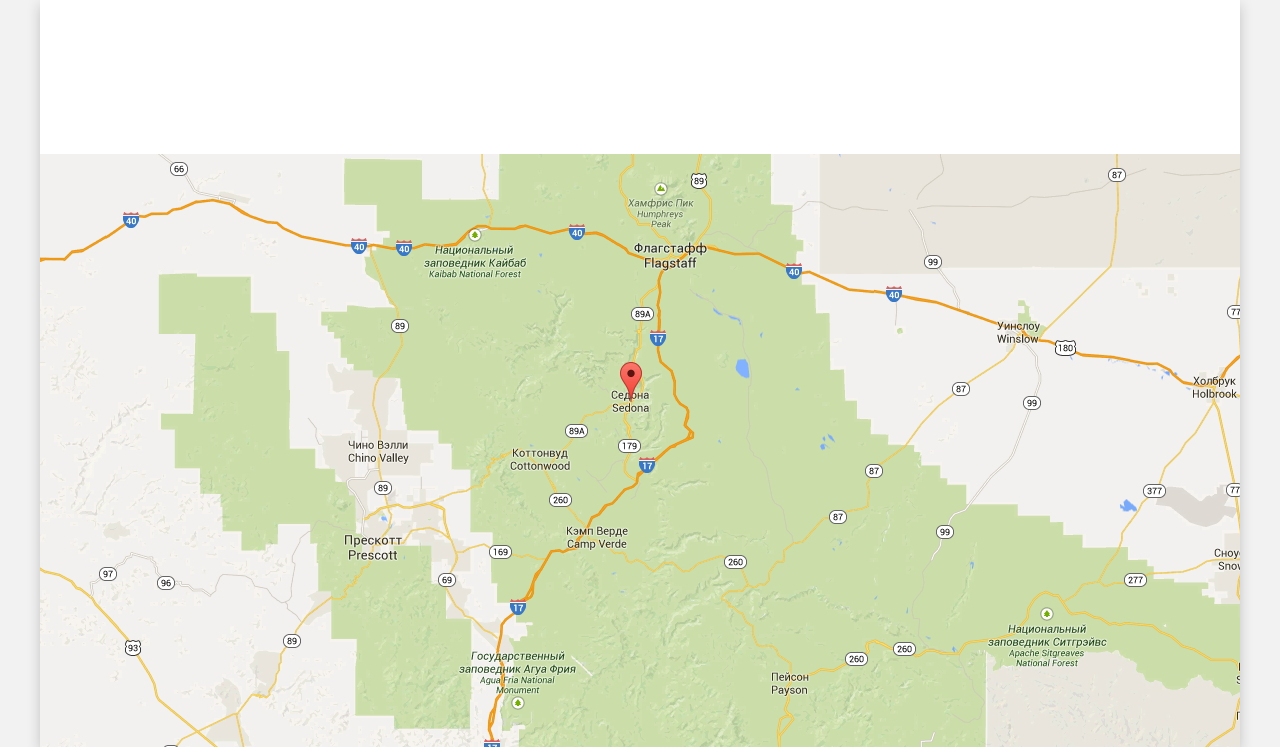 66
89
87
Хамфрис Пик
Humphreys
Peak
40
40
40
40
Национальный
заповедник Кайбаб
Kaibab National Forest
Флагстафф
Flagstaff
99
40
40
89A
77
89
17
Уинслоу
Winslow
180
Седона
Sedona
Холбрук
Holbrook
87
99
89A
179
Чино Вэлли
Chino Valley
Коттонвуд
Cottonwood
17
87
89
260
377
77
87
Кэмп Верде
Camp Verde
99
Прескотт
Prescott
169
260
97
96
69
277
17
89
93
Национальный
заповедник Ситгрэйвс
Apache Sitgreaves
National Forest
260
260
Государственный
заповедник Агуа Фрия
Agua Fria National
Monument
Пейсон
Payson
17